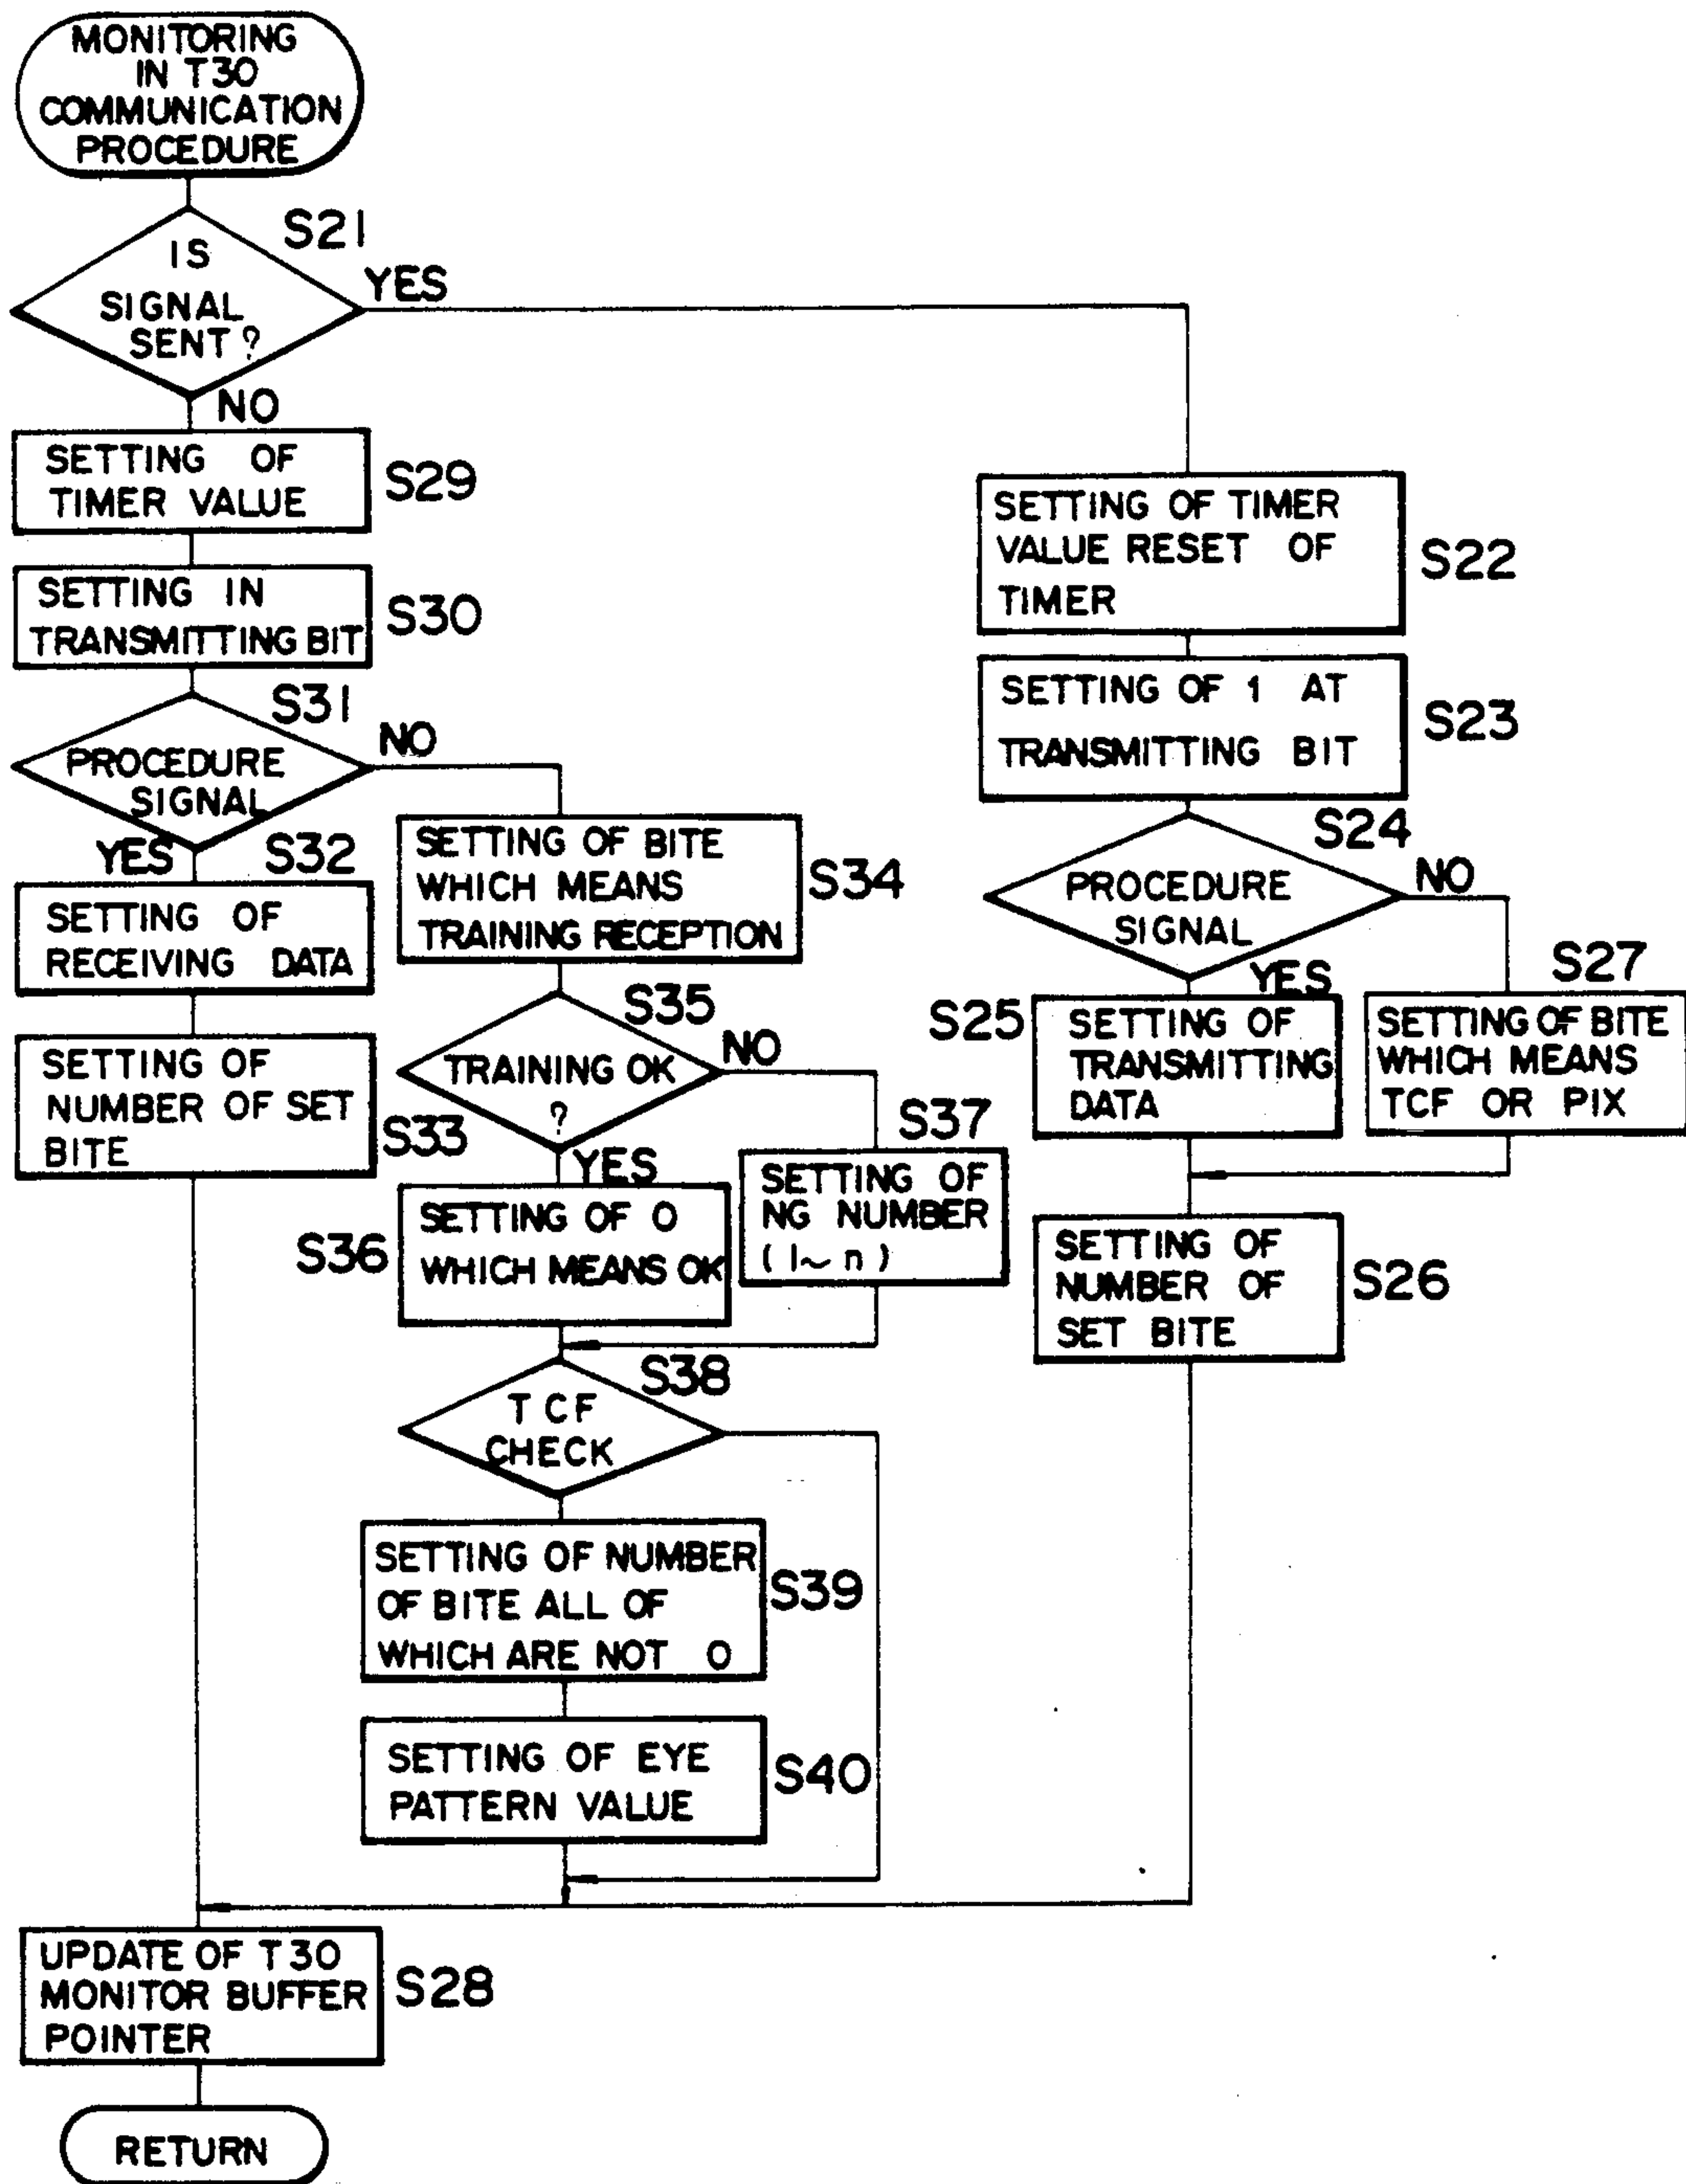 MONITORING
IN T30
COMMUNICATION
PROCEDURE
S21
IS
SIGNAL
SENT?
YES
NO
SETTING OF
TIMER VALUE
S29
SETTING IN
TRANSMITTING BIT
S30
S31
PROCEDURE
SIGNAL
NO
YES
S32
SETTING OF
RECEIVING DATA
SETTING OF
NUMBER OF SET
BITE
S33
SETTING OF BITE
WHICH MEANS
TRAINING RECEPTION
S34
S35
TRAINING OK
?
NO
YES
S37
SETTING OF
NG NUMBER
(1~n)
S36
SETTING OF 0
WHICH MEANS OK
S38
TCF
CHECK
SETTING OF NUMBER
OF BITE ALL OF
WHICH ARE NOT 0
S39
SETTING OF EYE
PATTERN VALUE
S40
SETTING OF TIMER
VALUE RESET OF
TIMER
S22
SETTING OF 1 AT
TRANSMITTING BIT
S23
S24
PROCEDURE
SIGNAL
NO
YES
S27
S25
SETTING OF
TRANSMITTING
DATA
SETTING OF BITE
WHICH MEANS
TCF OR PIX
SETTING OF
NUMBER OF
SET BITE
S26
UPDATE OF T30
MONITOR BUFFER
POINTER
S28
RETURN